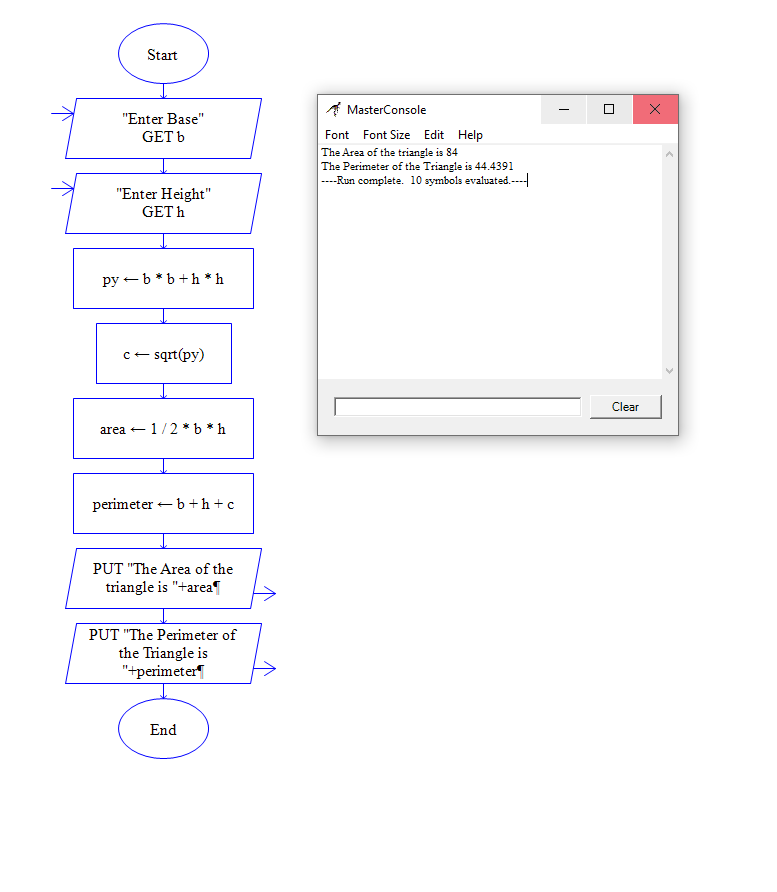 Start
"Enter Base"
GET b
"Enter Height"
GET h
py ← b * b + h * h
c ← sqrt(py)
area ← 1 / 2 * b * h
perimeter ← b + h + c
PUT "The Area of the
triangle is "+area¶
PUT "The Perimeter of
the Triangle is
"+perimeter¶
End
MasterConsole
Font Font Size Edit Help
The Area of the triangle is 84
The Perimeter of the Triangle is 44.4391
----Run complete.  10 symbols evaluated.----
Clear